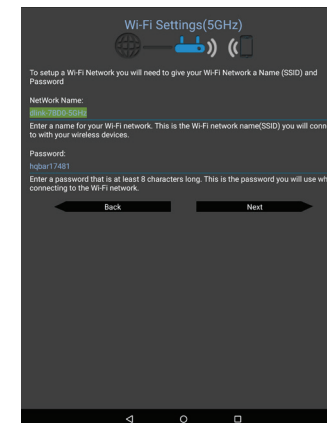 Wi-Fi Settings(5GHz)
To setup a Wi-Fi Network you will need to give your Wi-Fi Network a Name (SSID) and
Password
NetWork Name:
dlink-7BD0-5GHz
Enter a name for your Wi-Fi network. This is the Wi-Fi network name(SSID) you will conn
to with your wireless devices.
Password:
hqbar17481
Enter a password that is at least 8 characters long. This is the password you will use wh
connecting to the Wi-Fi network.
Back
Next